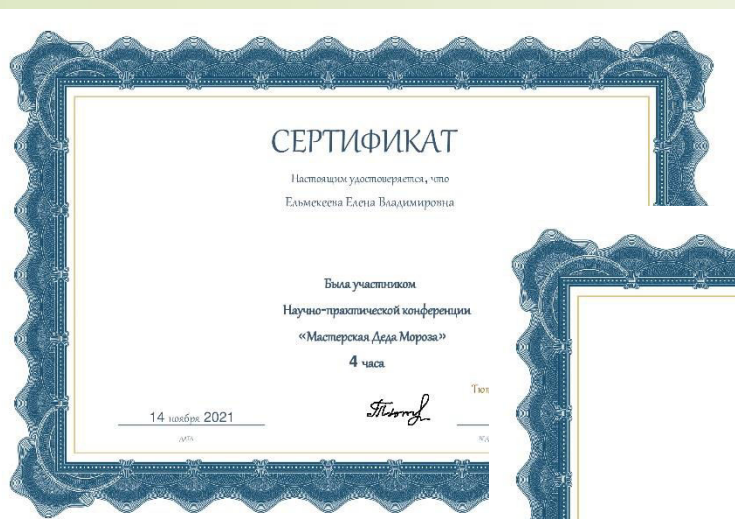 СЕРТИФИКАТ
Настоящим удостоверяется, что
Ельмекеева Елена Владимировна
Была участником
Научно-практической конференции
«Мастерская Деда Мороза»
4 часа
14 ноября 2021
ДАТА